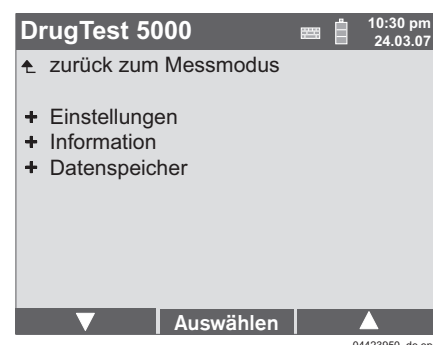 DrugTest 5000
10:30 pm
24.03.07
zurück zum Messmodus
+ Einstellungen
+ Information
+ Datenspeicher
Auswählen